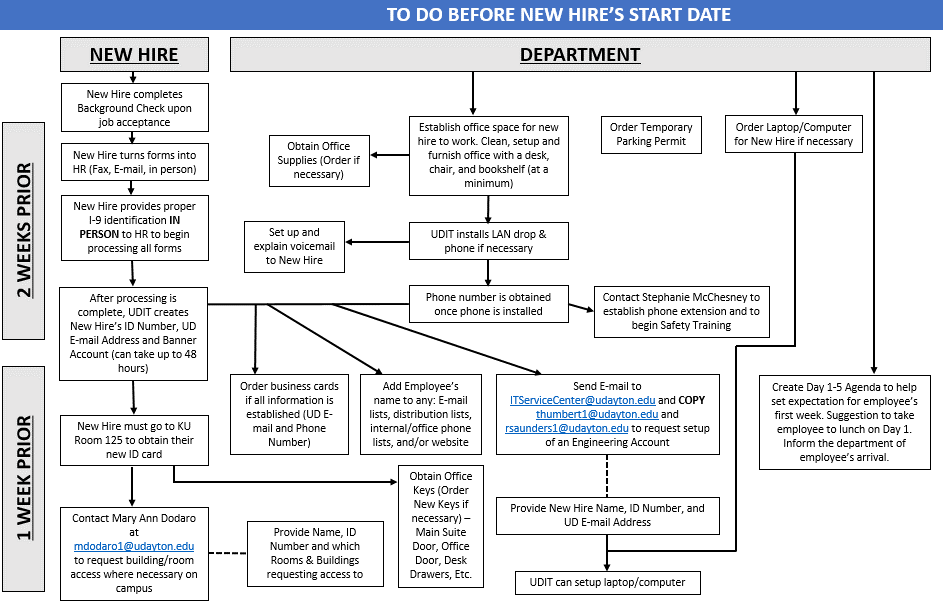 TO DO BEFORE NEW HIRE'S START DATE
NEW HIRE
DEPARTMENT
2 WEEKS PRIOR
New Hire completes
Background Check upon
job acceptance
New Hire turns forms into
HR (Fax, E-mail, in person)
New Hire provides proper
I-9 identification IN
PERSON to HR to begin
processing all forms
After processing is
complete, UDIT creates
New Hire's ID Number, UD
E-mail Address and Banner
Account (can take up to 48
hours)
Obtain Office
Supplies (Order if
necessary)
Establish office space for new
hire to work. Clean, setup and
furnish office with a desk,
chair, and bookshelf (at a
minimum)
Order Temporary
Parking Permit
Order Laptop/Computer
for New Hire if necessary
Set up and
explain voicemail
to New Hire
UDIT installs LAN drop &
phone if necessary
Phone number is obtained
once phone is installed
Contact Stephanie McChesney to
establish phone extension and to
begin Safety Training
1 WEEK PRIOR
New Hire must go to KU
Room 125 to obtain their
new ID card
Contact Mary Ann Dodaro
at
mdodaro1@udayton.edu
to request building/room
access where necessary on
campus
Order business cards
if all information is
established (UD E-
mail and Phone
Number)
Add Employee's
name to any: E-mail
lists, distribution lists,
internal/office phone
lists, and/or website
Send E-mail to
ITServiceCenter@udayton.edu and COPY
thumbert1@udayton.edu and
rsaunders1@udayton.edu to request setup
of an Engineering Account
Create Day 1-5 Agenda to help
set expectation for employee's
first week. Suggestion to take
employee to lunch on Day 1.
Inform the department of
employee's arrival.
Provide Name, ID
Number and which
Rooms & Buildings
requesting access to
Obtain Office
Keys (Order
New Keys if
necessary) –
Main Suite
Door, Office
Door, Desk
Drawers, Etc.
Provide New Hire Name, ID Number, and
UD E-mail Address
UDIT can setup laptop/computer